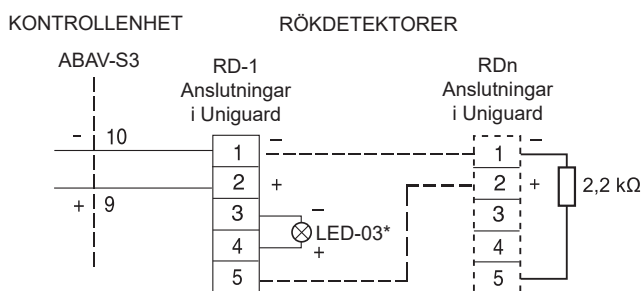 KONTROLLENHET RÖKDETEKTORER
ABAV-S3
RD-1
Anslutningar
i Uniguard
RDn
Anslutningar
i Uniguard
- 10
+ 9
1 –
2 +
3 –
4 +
5
LED-03*
1 –
2 +
3
4
5
2,2 kΩ